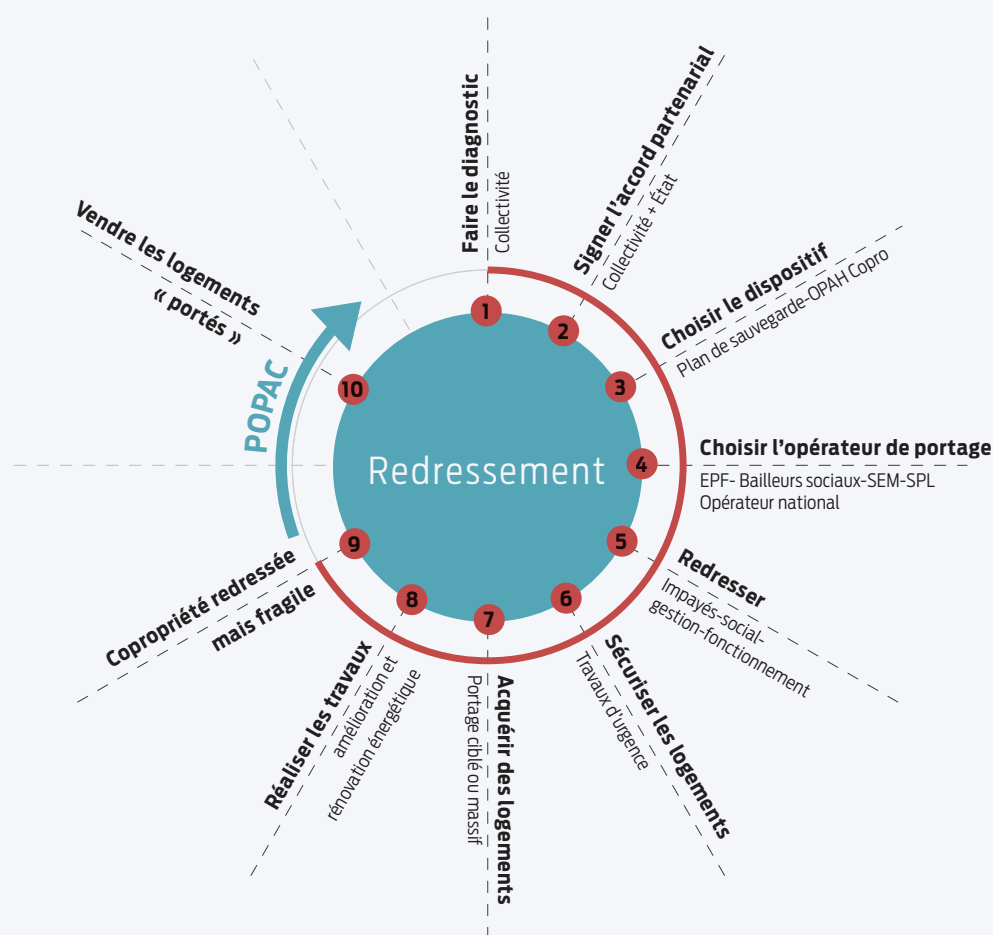 Redressement
1
Faire le diagnostic
Collectivité
2
Signer l’accord partenarial
Collectivité + État
3
Choisir le dispositif
Plan de sauvegarde-OPAH Copro
4
Choisir l’opérateur de portage
EPF- Bailleurs sociaux-SEM-SPL
Opérateur national
5
Redresser
Impayés-social-
gestion-fonctionnement
6
Sécuriser les logements
Travaux d’urgence
7
Acquérir des logements
Portage ciblé ou massif
8
Réaliser les travaux
amélioration et
rénovation énergétique
9
Copropriété redressée
mais fragile
POPAC
10
Vendre les logements
« portés »